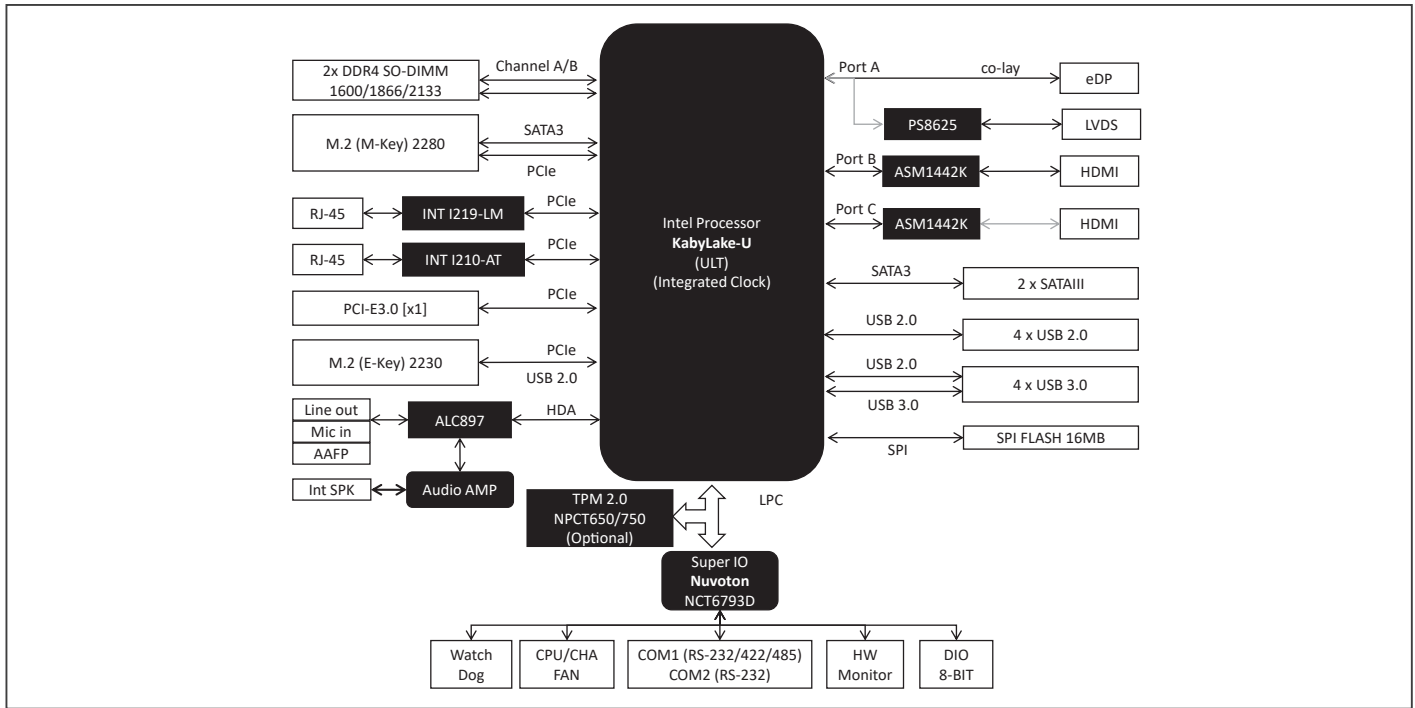 2x DDR4 SO-DIMM
1600/1866/2133
Channel A/B
M.2 (M-Key) 2280
SATA3
PCIe
RJ-45
INT I219-LM
PCIe
RJ-45
INT I210-AT
PCIe
PCI-E3.0 [x1]
PCIe
M.2 (E-Key) 2230
PCIe
USB 2.0
Line out
Mic in
AAFP
ALC897
HDA
Int SPK
Audio AMP
Intel Processor
KabyLake-U
(ULT)
(Integrated Clock)
Port A
co-lay
eDP
PS8625
LVDS
Port B
ASM1442K
HDMI
Port C
ASM1442K
HDMI
SATA3
2 x SATAIII
USB 2.0
4 x USB 2.0
USB 2.0
USB 3.0
4 x USB 3.0
SPI
SPI FLASH 16MB
TPM 2.0
NPCT650/750
(Optional)
LPC
Super IO
Nuvoton
NCT6793D
Watch
Dog
CPU/CHA
FAN
COM1 (RS-232/422/485)
COM2 (RS-232)
HW
Monitor
DIO
8-BIT